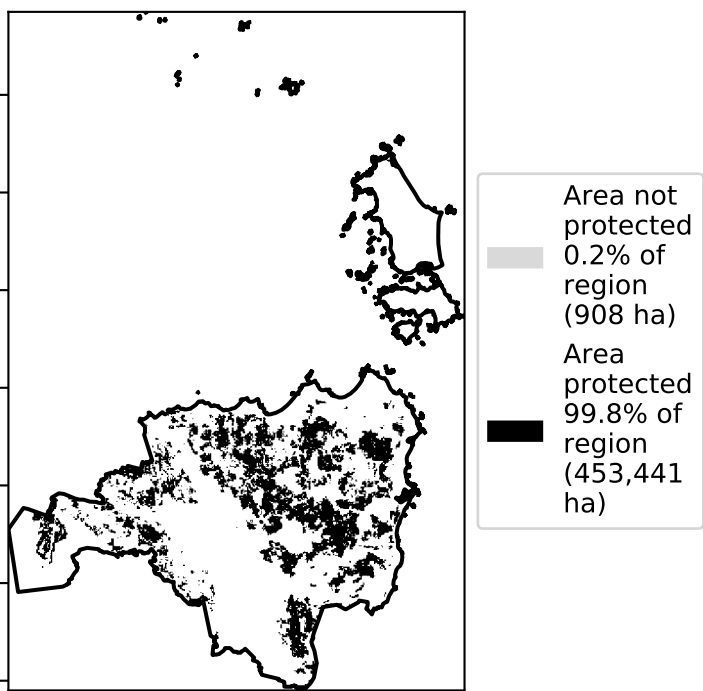 Area not
protected
0.2% of
region
(908 ha)
Area
protected
99.8% of
region
(453,441
ha)